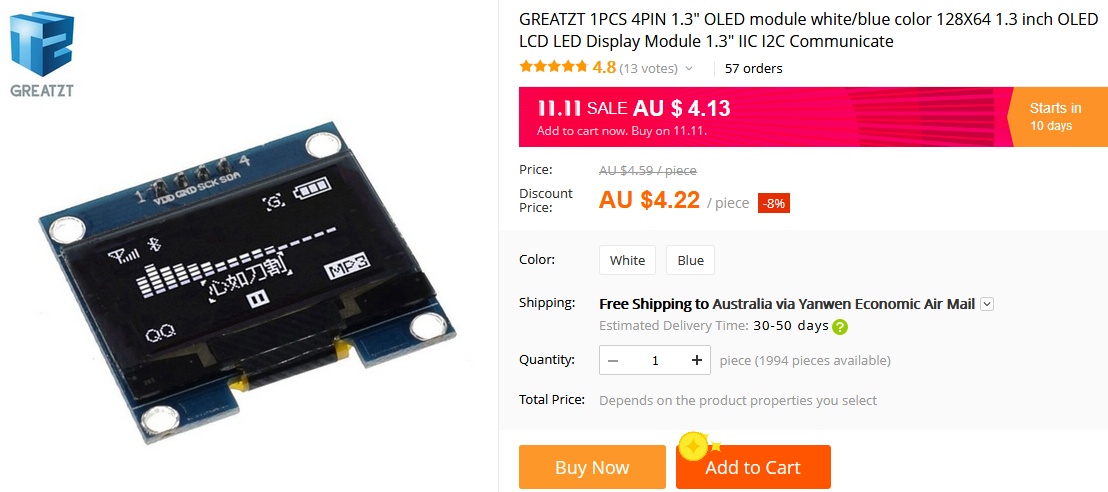 GREATZT
1 4
VDD GND SCK SDA
G
心如刀割
MP3
QQ
GREATZT 1PCS 4PIN 1.3" OLED module white/blue color 128X64 1.3 inch OLED
LCD LED Display Module 1.3" IIC I2C Communicate
4.8 (13 votes) 57 orders
11.11 SALE AU $ 4.13
Add to cart now. Buy on 11.11.
Starts in
10 days
Price: AU $4.59 / piece
Discount
Price:
AU $4.22 / piece -8%
Color: White Blue
Shipping: Free Shipping to Australia via Yanwen Economic Air Mail
Estimated Delivery Time: 30-50 days ?
Quantity: − 1 + piece (1994 pieces available)
Total Price: Depends on the product properties you select
Buy Now Add to Cart